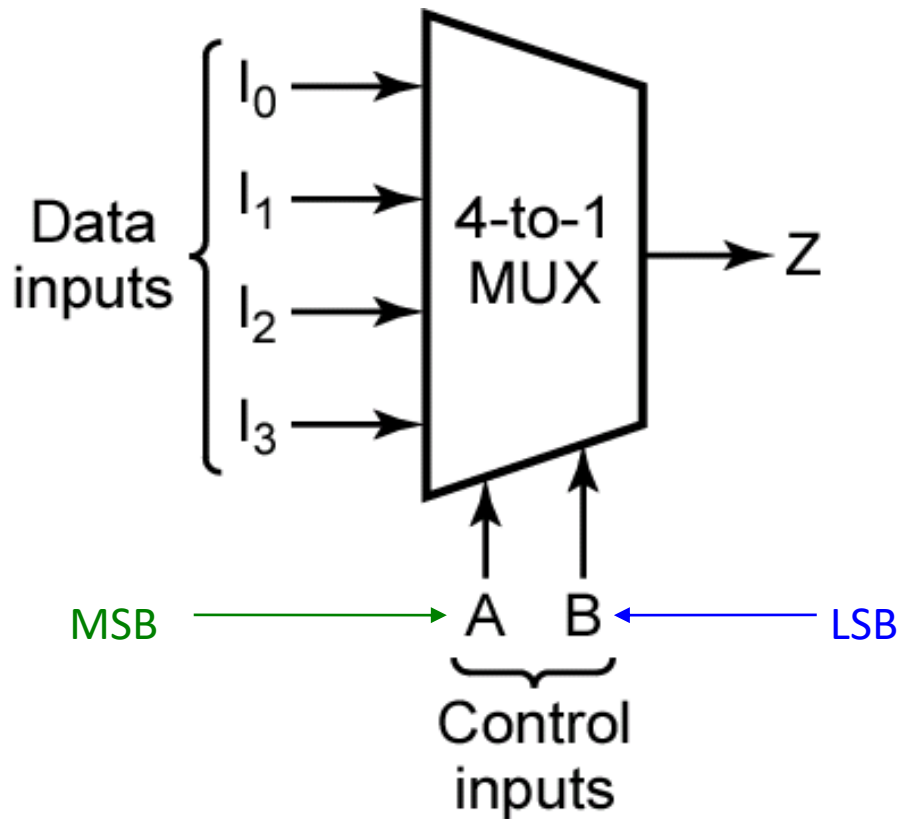 I0
I1
Data
inputs
I2
I3
4-to-1
MUX
Z
MSB
A B
LSB
Control
inputs